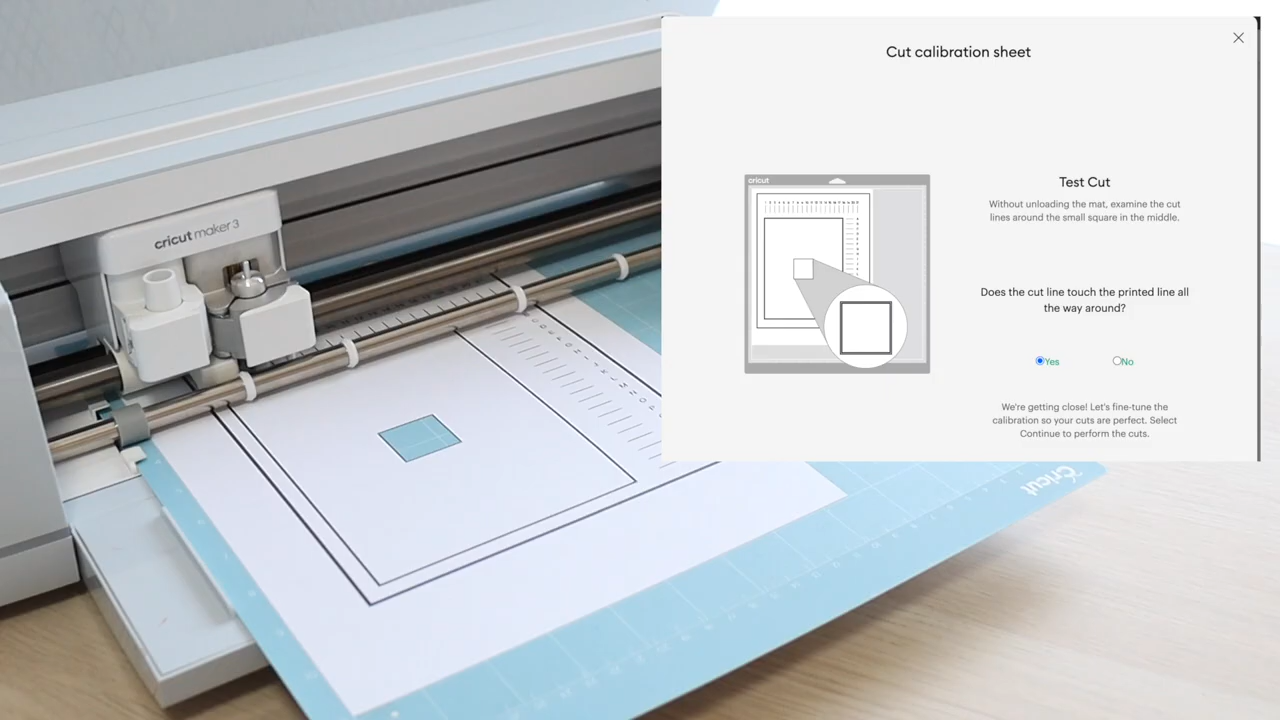 Cut calibration sheet
cricut
Test Cut
Without unloading the mat, examine the cut
lines around the small square in the middle.
Does the cut line touch the printed line all
the way around?
Yes
No
We're getting close! Let's fine-tune the
calibration so your cuts are perfect. Select
Continue to perform the cuts.
cricut maker 3
Cricut